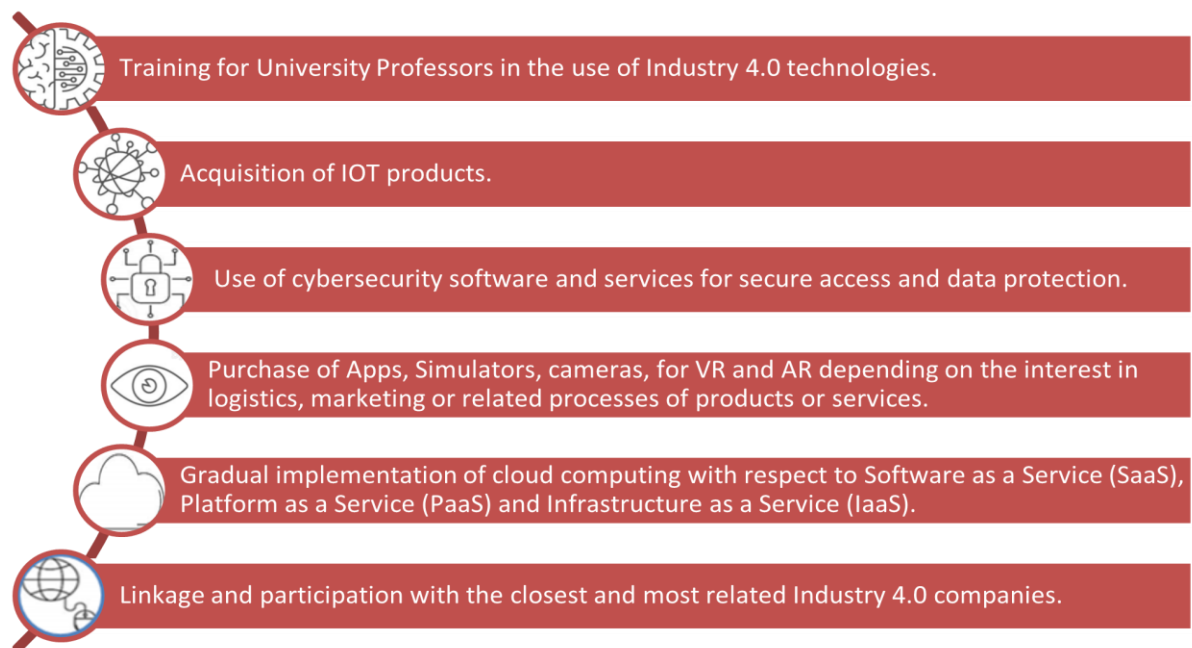 Training for University Professors in the use of Industry 4.0 technologies.
Acquisition of IOT products.
Use of cybersecurity software and services for secure access and data protection.
Purchase of Apps, Simulators, cameras, for VR and AR depending on the interest in
logistics, marketing or related processes of products or services.
Gradual implementation of cloud computing with respect to Software as a Service (SaaS),
Platform as a Service (PaaS) and Infrastructure as a Service (IaaS).
Linkage and participation with the closest and most related Industry 4.0 companies.